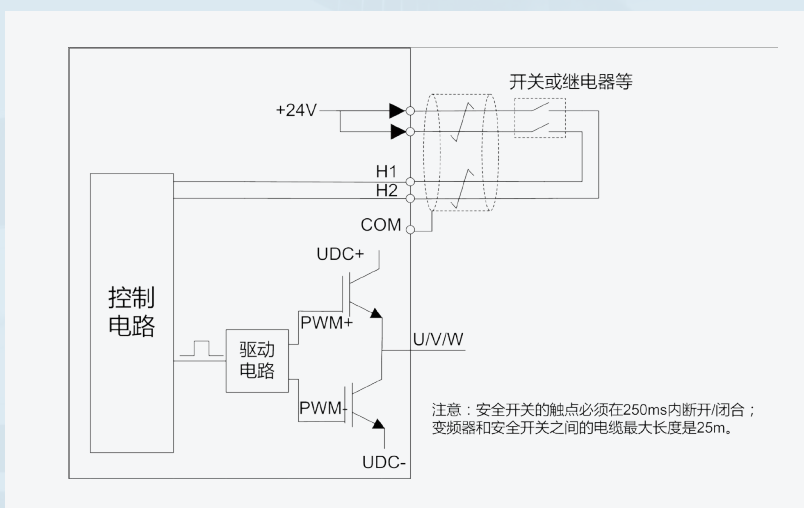 开关或继电器等
+24V
H1
H2
COM
UDC+
控制
电路
PWM+
U/V/W
驱动
电路
PWM-
UDC-
注意：安全开关的触点必须在250ms内断开/闭合；
变频器和安全开关之间的电缆最大长度是25m。